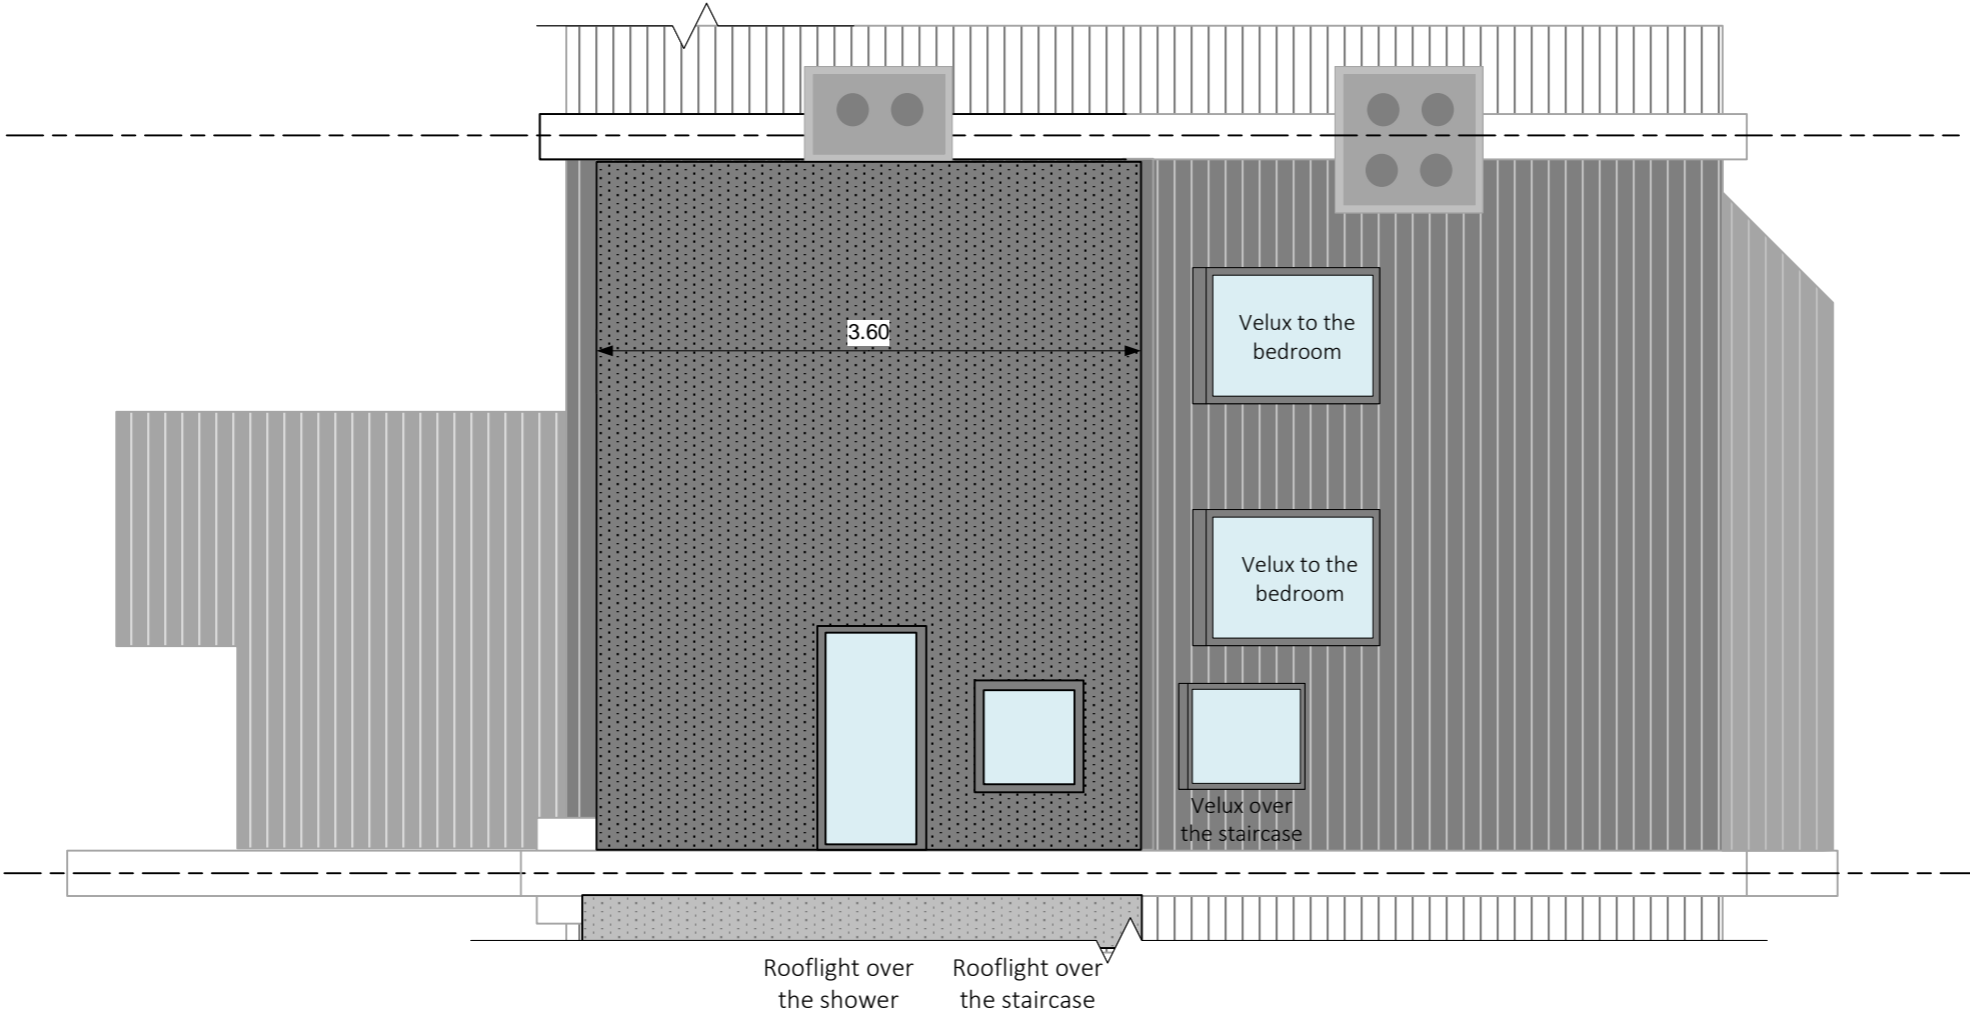 3.60
Velux to the
bedroom
Velux to the
bedroom
Velux over
the staircase
Rooflight over
the shower
Rooflight over
the staircase